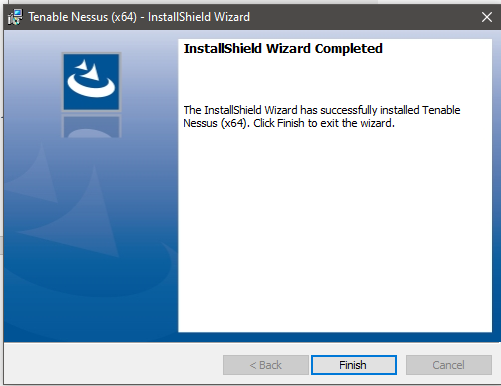 Tenable Nessus (x64) - InstallShield Wizard
InstallShield Wizard Completed
The InstallShield Wizard has successfully installed Tenable
Nessus (x64). Click Finish to exit the wizard.
< Back
Finish
Cancel